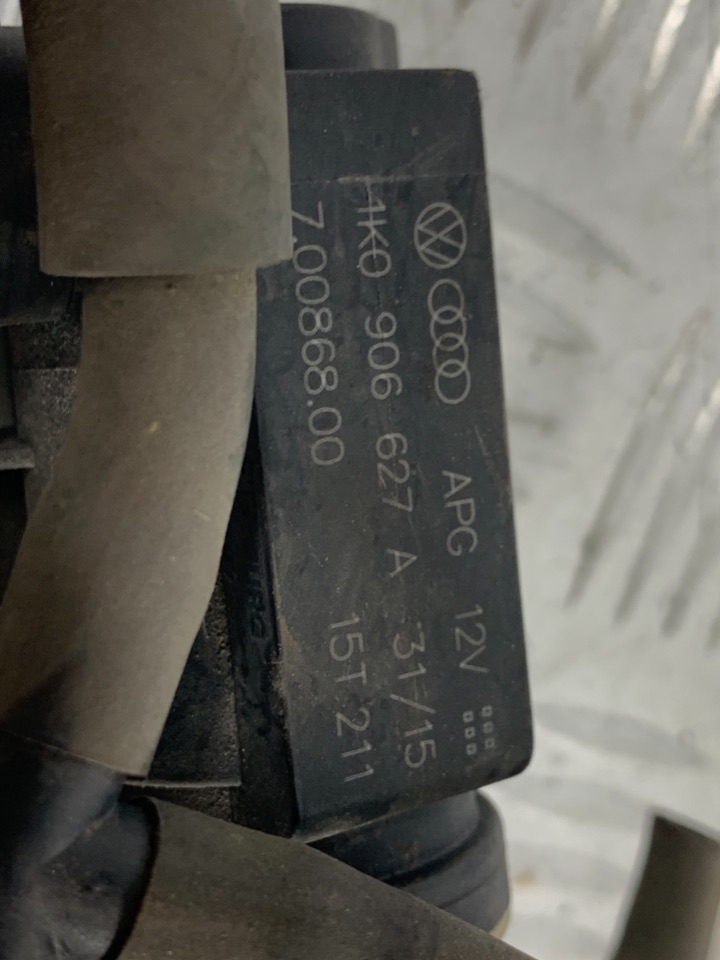 APG 12V
1K0 906 627 A 31/15
7.00868.00 15T 211